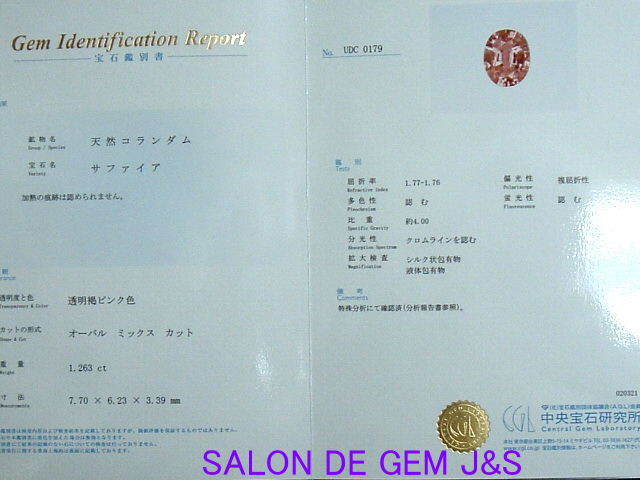 Gem Identification Report
宝石鑑別書
鉱物名 天然コランダム
Group / Species
宝石名 サファイア
Variety
加熱の痕跡は認められません。
透明度と色 透明褐ピンク色
Transparency & Color
カットの形式 オーバル ミックス カット
Shape & Cut
重量 1.263 ct
Weight
寸法 7.70 × 6.23 × 3.39 mm
Measurements
No. UDC 0179
鑑別
Tests
屈折率 1.77-1.76
Refractive Index
多色性 認む
Pleochroism
比重 約4.00
Specific Gravity
分光性 クロムラインを認む
Absorption Spectrum
拡大検査 シルク状包有物
Magnification 液体包有物
偏光性 複屈折性
Polariscope
蛍光性 認む
Fluorescence
備考
Comments
特殊分析にて確認済(分析報告書参照)。
020321
CGL 中央宝石研究所
Central Gem Laboratory
SALON DE GEM J&S